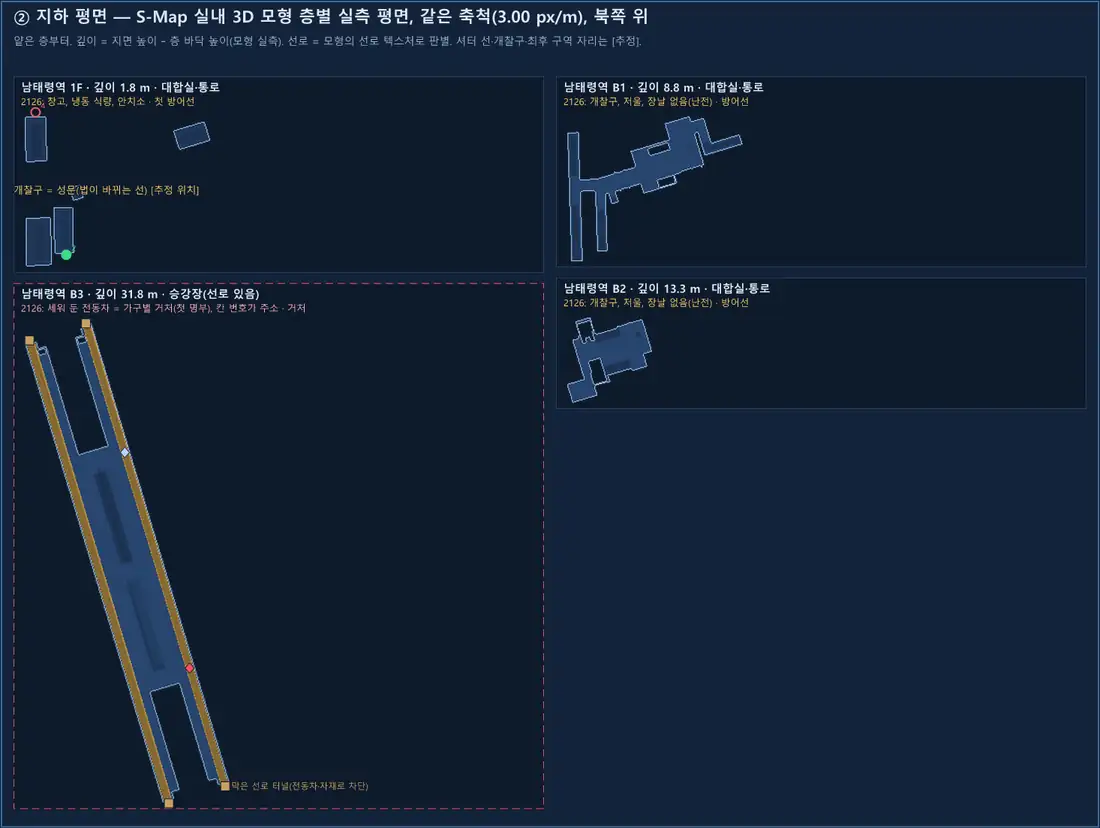 ② 지하 평면 — S-Map 실내 3D 모형 층별 실측 평면, 같은 축척(3.00 px/m), 북쪽 위
얕은 층부터. 깊이 = 지면 높이 − 층 바닥 높이(모형 실측). 선로 = 모형의 선로 텍스처로 판별. 셔터 선·개찰구·최후 구역 자리는 [추정].
남태령역 1F · 깊이 1.8 m · 대합실·통로
2126: 창고, 냉동 식량, 안치소 · 첫 방어선
개찰구 = 성문(법이 바뀌는 선) [추정 위치]
남태령역 B1 · 깊이 8.8 m · 대합실·통로
2126: 개찰구, 저울, 장날 없음(난전) · 방어선
남태령역 B3 · 깊이 31.8 m · 승강장(선로 있음)
2126: 세워 둔 전동차 = 가구별 거처(첫 명부), 칸 번호가 주소 · 거처
막은 선로 터널(전동차·자재로 차단)
남태령역 B2 · 깊이 13.3 m · 대합실·통로
2126: 개찰구, 저울, 장날 없음(난전) · 방어선